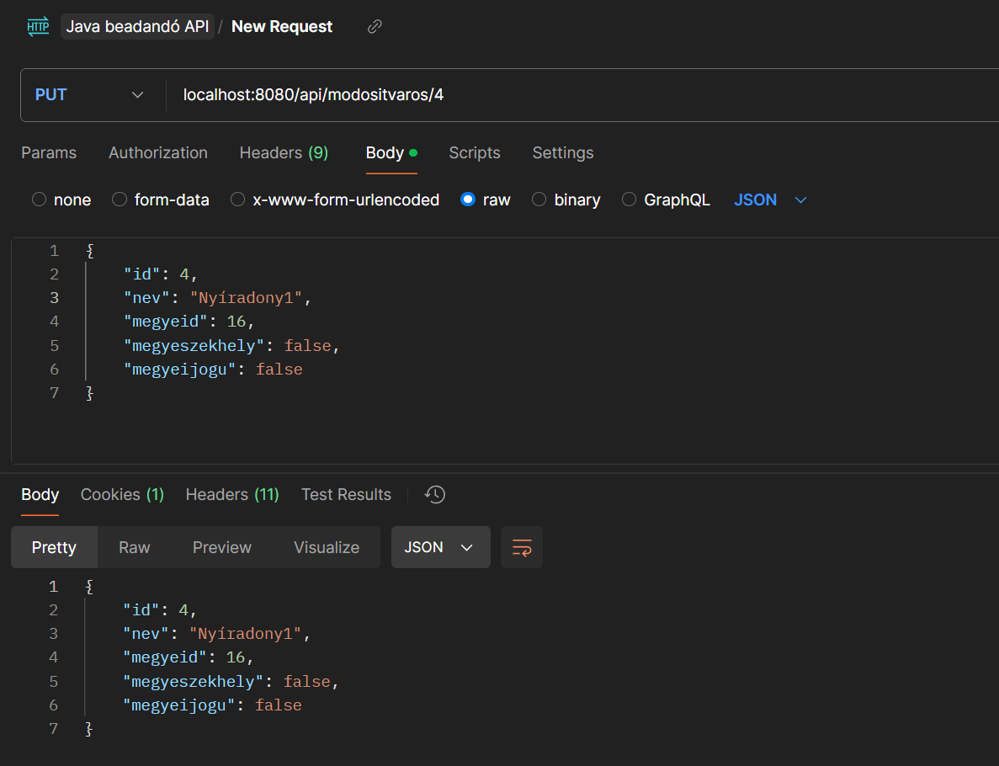 HTTP Java beadandó API / New Request
PUT localhost:8080/api/modositvaros/4
Params Authorization Headers (9) Body Scripts Settings
none form-data x-www-form-urlencoded raw binary GraphQL JSON
1 {
2 "id": 4,
3 "nev": "Nyíradony1",
4 "megyeid": 16,
5 "megyeszekhely": false,
6 "megyeijogu": false
7 }
Body Cookies (1) Headers (11) Test Results
Pretty Raw Preview Visualize JSON
1 {
2 "id": 4,
3 "nev": "Nyíradony1",
4 "megyeid": 16,
5 "megyeszekhely": false,
6 "megyeijogu": false
7 }